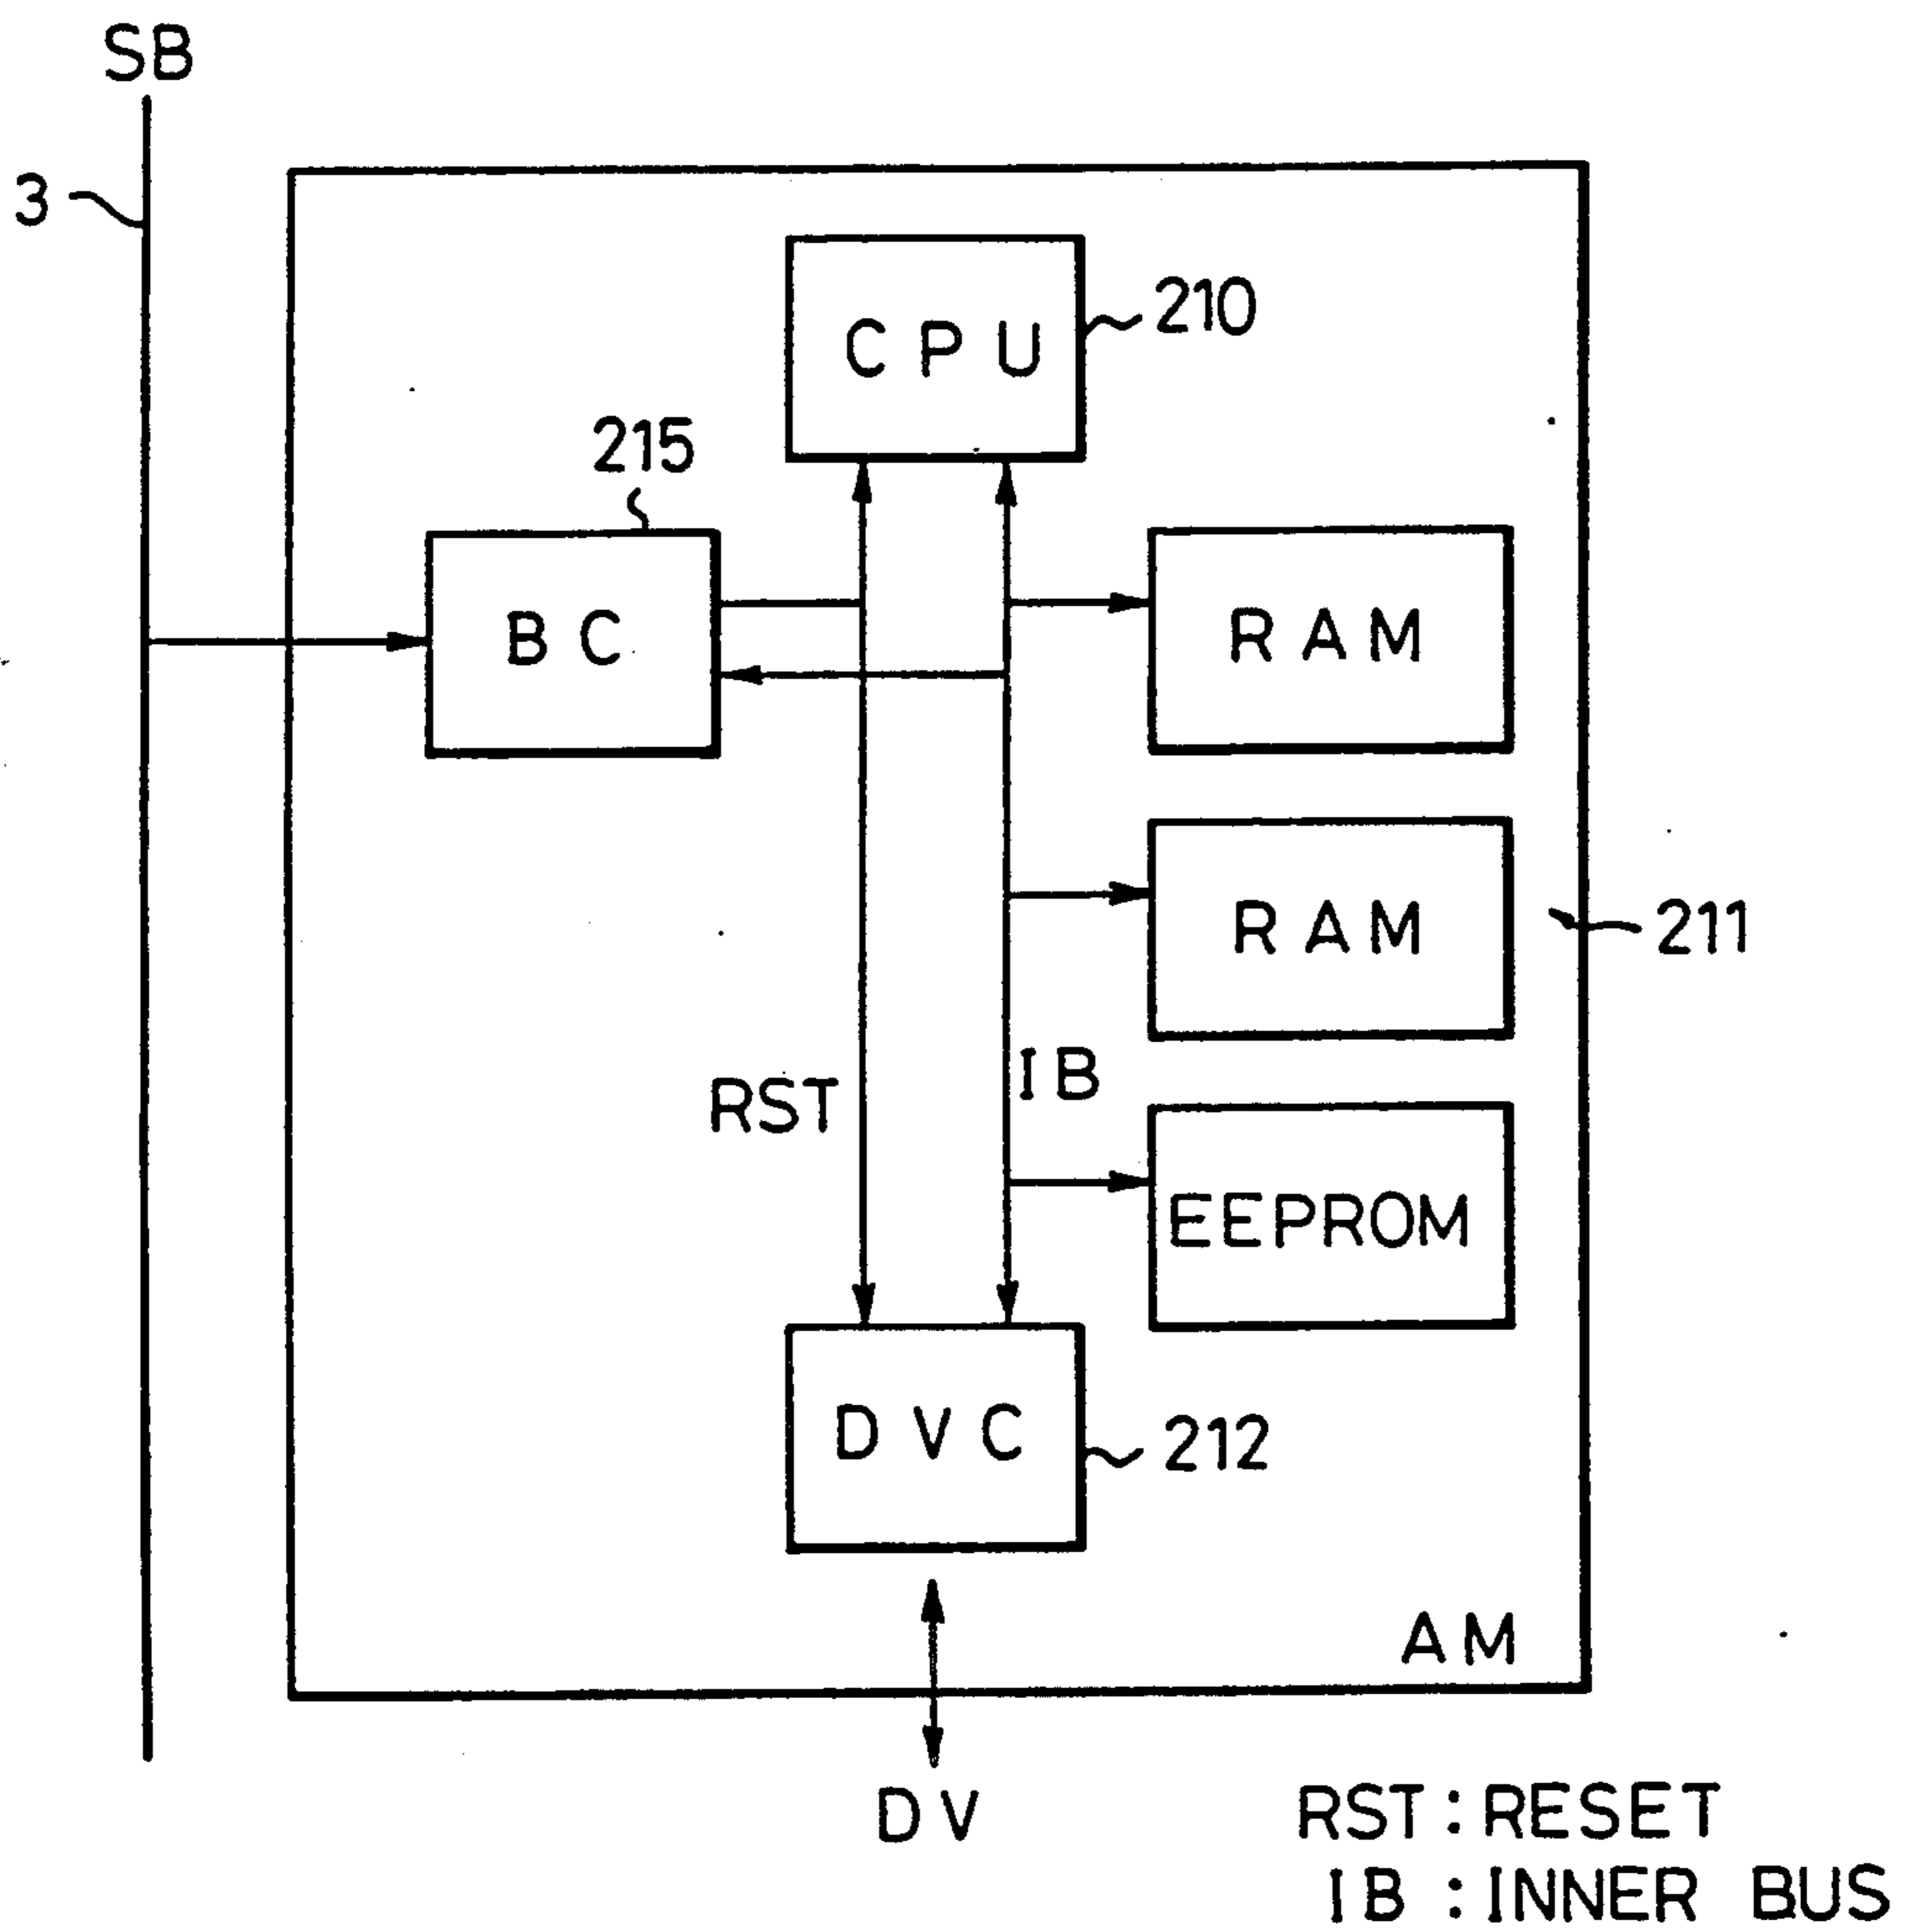 SB
3
CPU
210
215
BC
RAM
RAM
211
IB
RST
EEPROM
DVC
212
AM
DV
RST : RESET
IB : INNER BUS